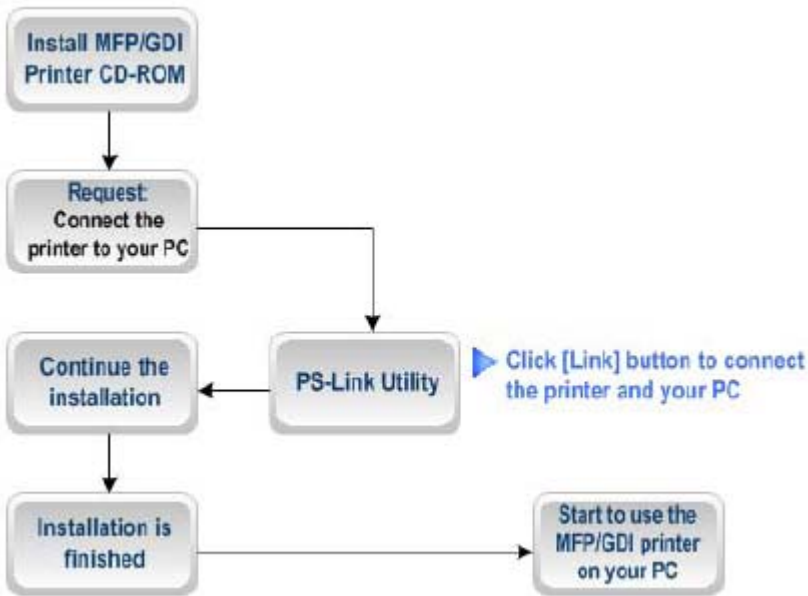 Install MFP/GDI
Printer CD-ROM
Request:
Connect the
printer to your PC
PS-Link Utility
Click [Link] button to connect
the printer and your PC
Continue the
installation
Installation is
finished
Start to use the
MFP/GDI printer
on your PC